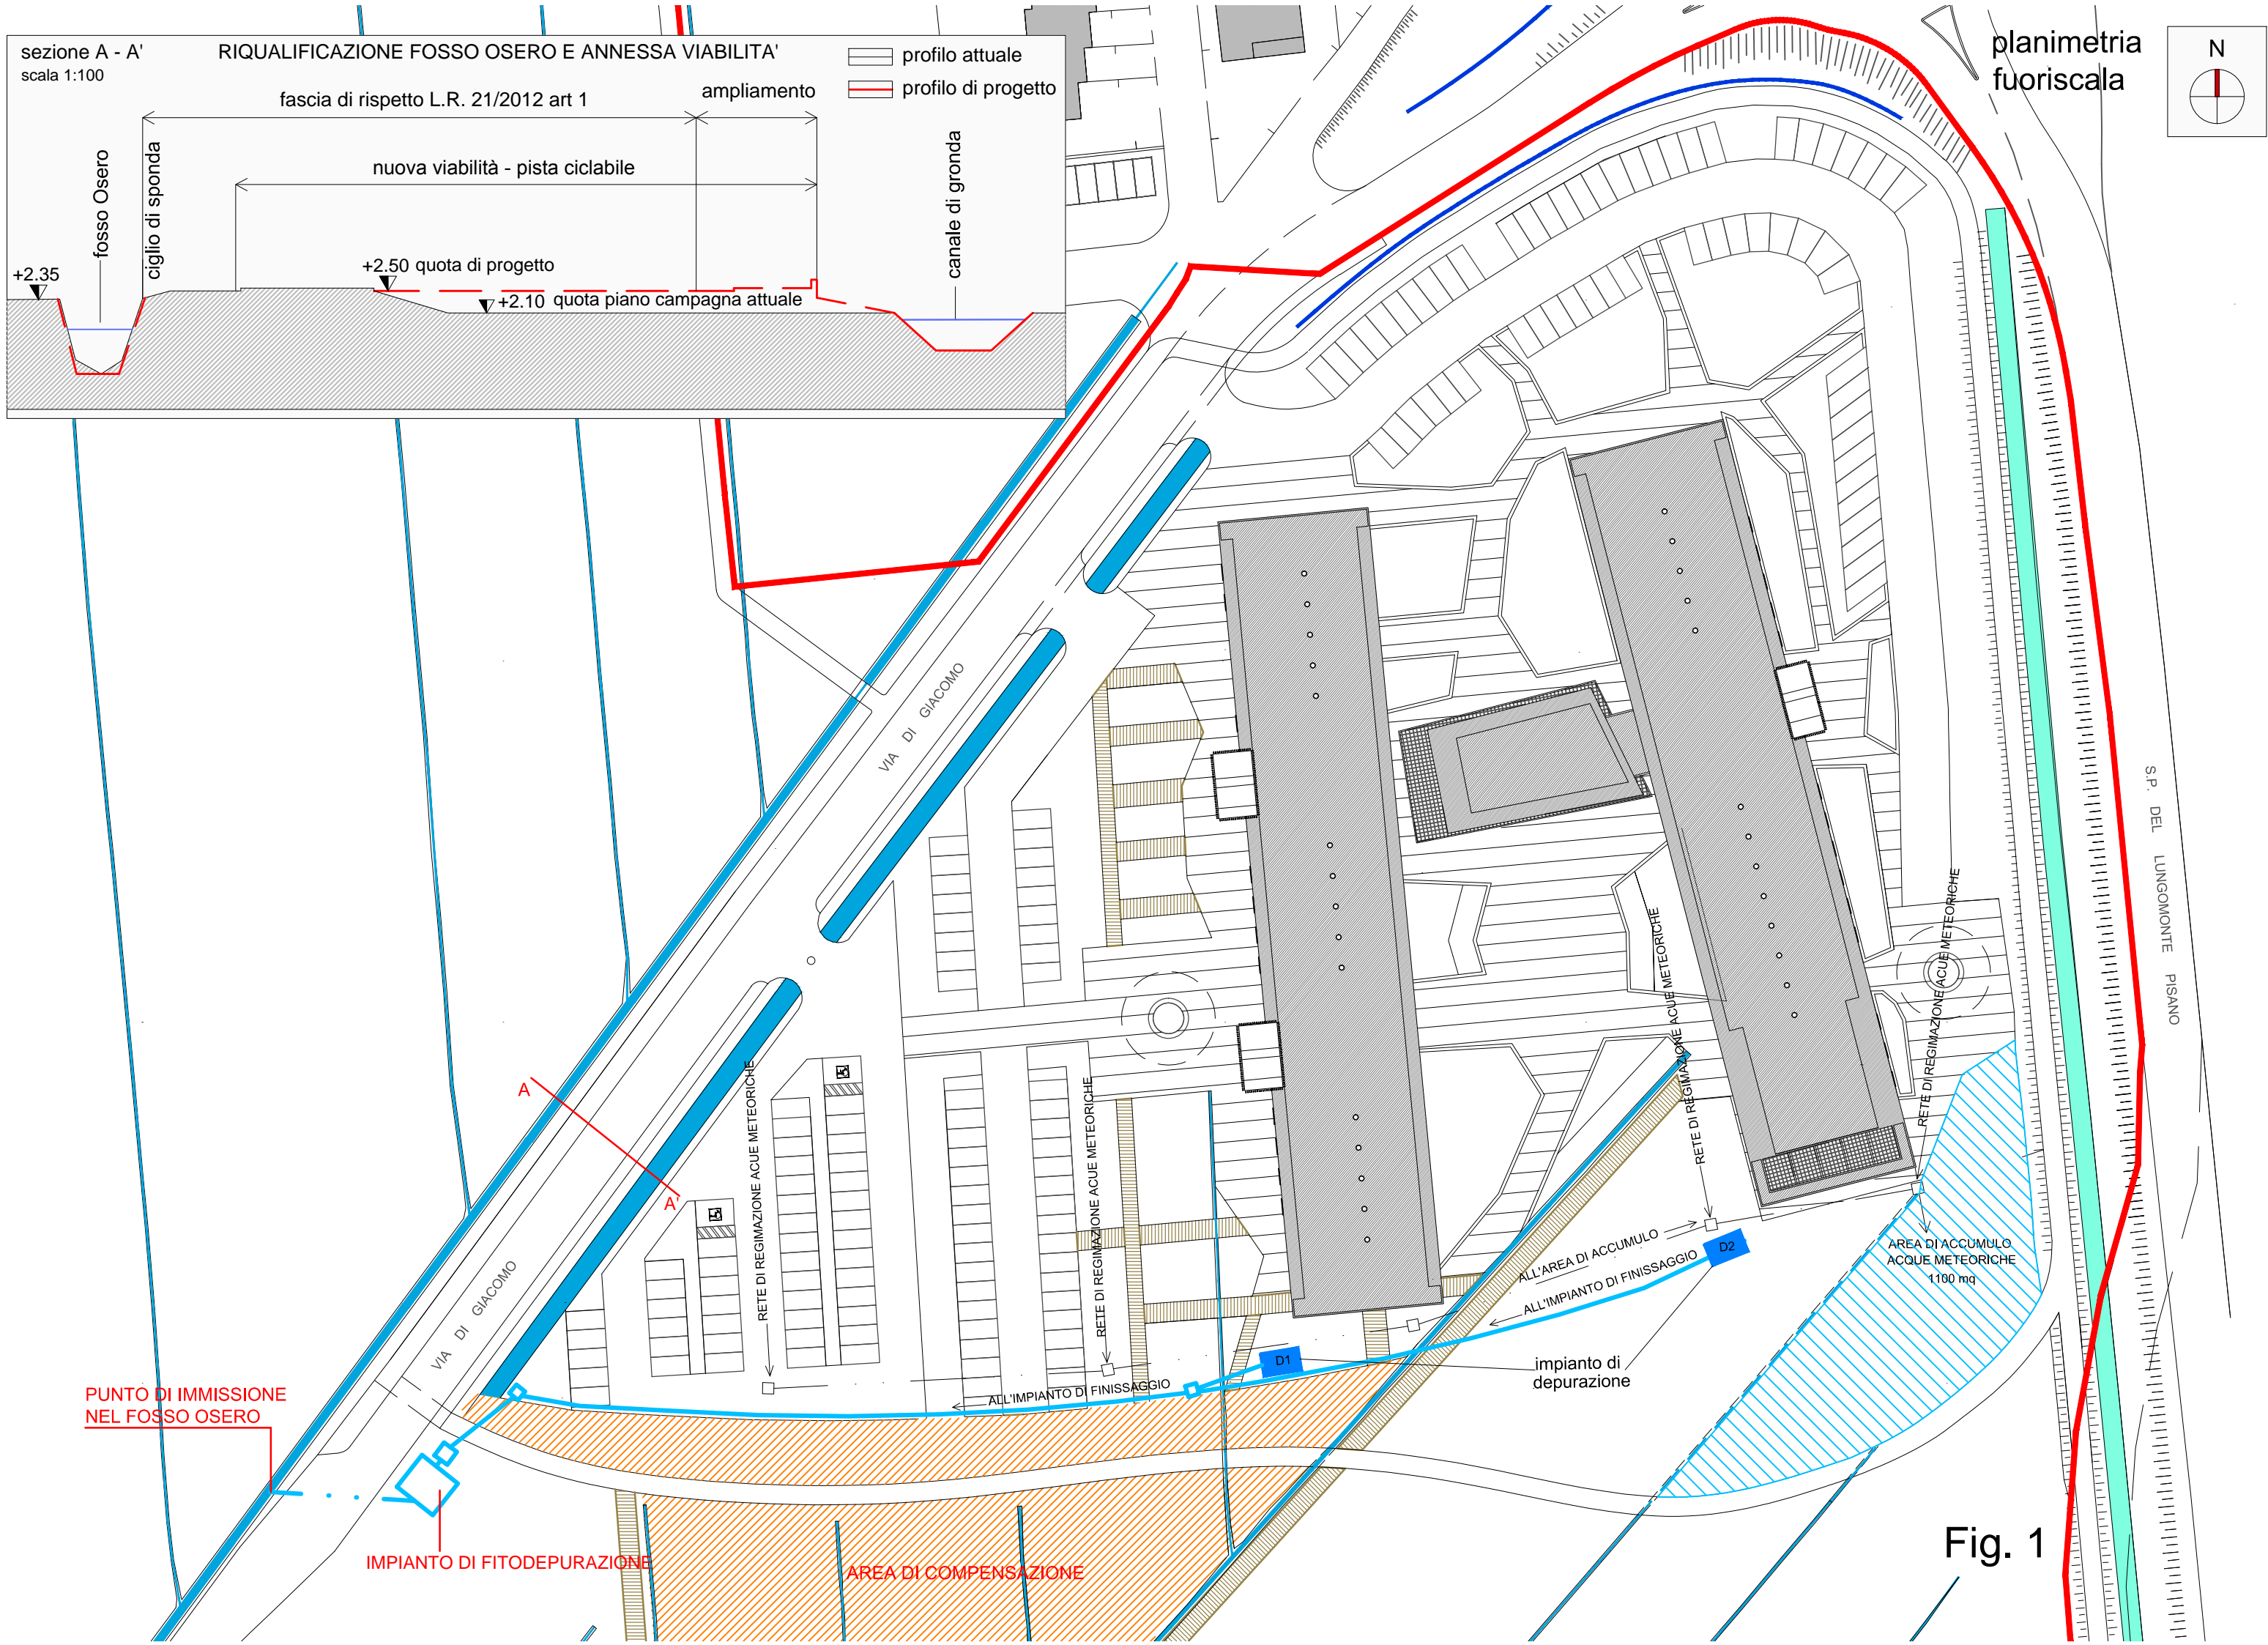 sezione A - A'
scala 1:100
RIQUALIFICAZIONE FOSSO OSERO E ANNESSA VIABILITA'
profilo attuale
profilo di progetto
fascia di rispetto L.R. 21/2012 art 1
ampliamento
nuova viabilità - pista ciclabile
fosso Osero
ciglio di sponda
canale di gronda
+2.35
+2.50 quota di progetto
+2.10 quota piano campagna attuale
planimetria
fuoriscala
N
VIA DI GIACOMO
S.P. DEL LUNGOMONTE PISANO
A
A'
RETE DI REGIMAZIONE ACUE METEORICHE
RETE DI REGIMAZIONE ACUE METEORICHE
RETE DI REGIMAZIONE ACUE METEORICHE
RETE DI REGIMAZIONE ACUE METEORICHE
VIA DI GIACOMO
ALL'AREA DI ACCUMULO
ALL'IMPIANTO DI FINISSAGGIO
D2
AREA DI ACCUMULO
ACQUE METEORICHE
1100 mq
D1
impianto di
depurazione
ALL'IMPIANTO DI FINISSAGGIO
PUNTO DI IMMISSIONE
NEL FOSSO OSERO
IMPIANTO DI FITODEPURAZIONE
AREA DI COMPENSAZIONE
Fig. 1